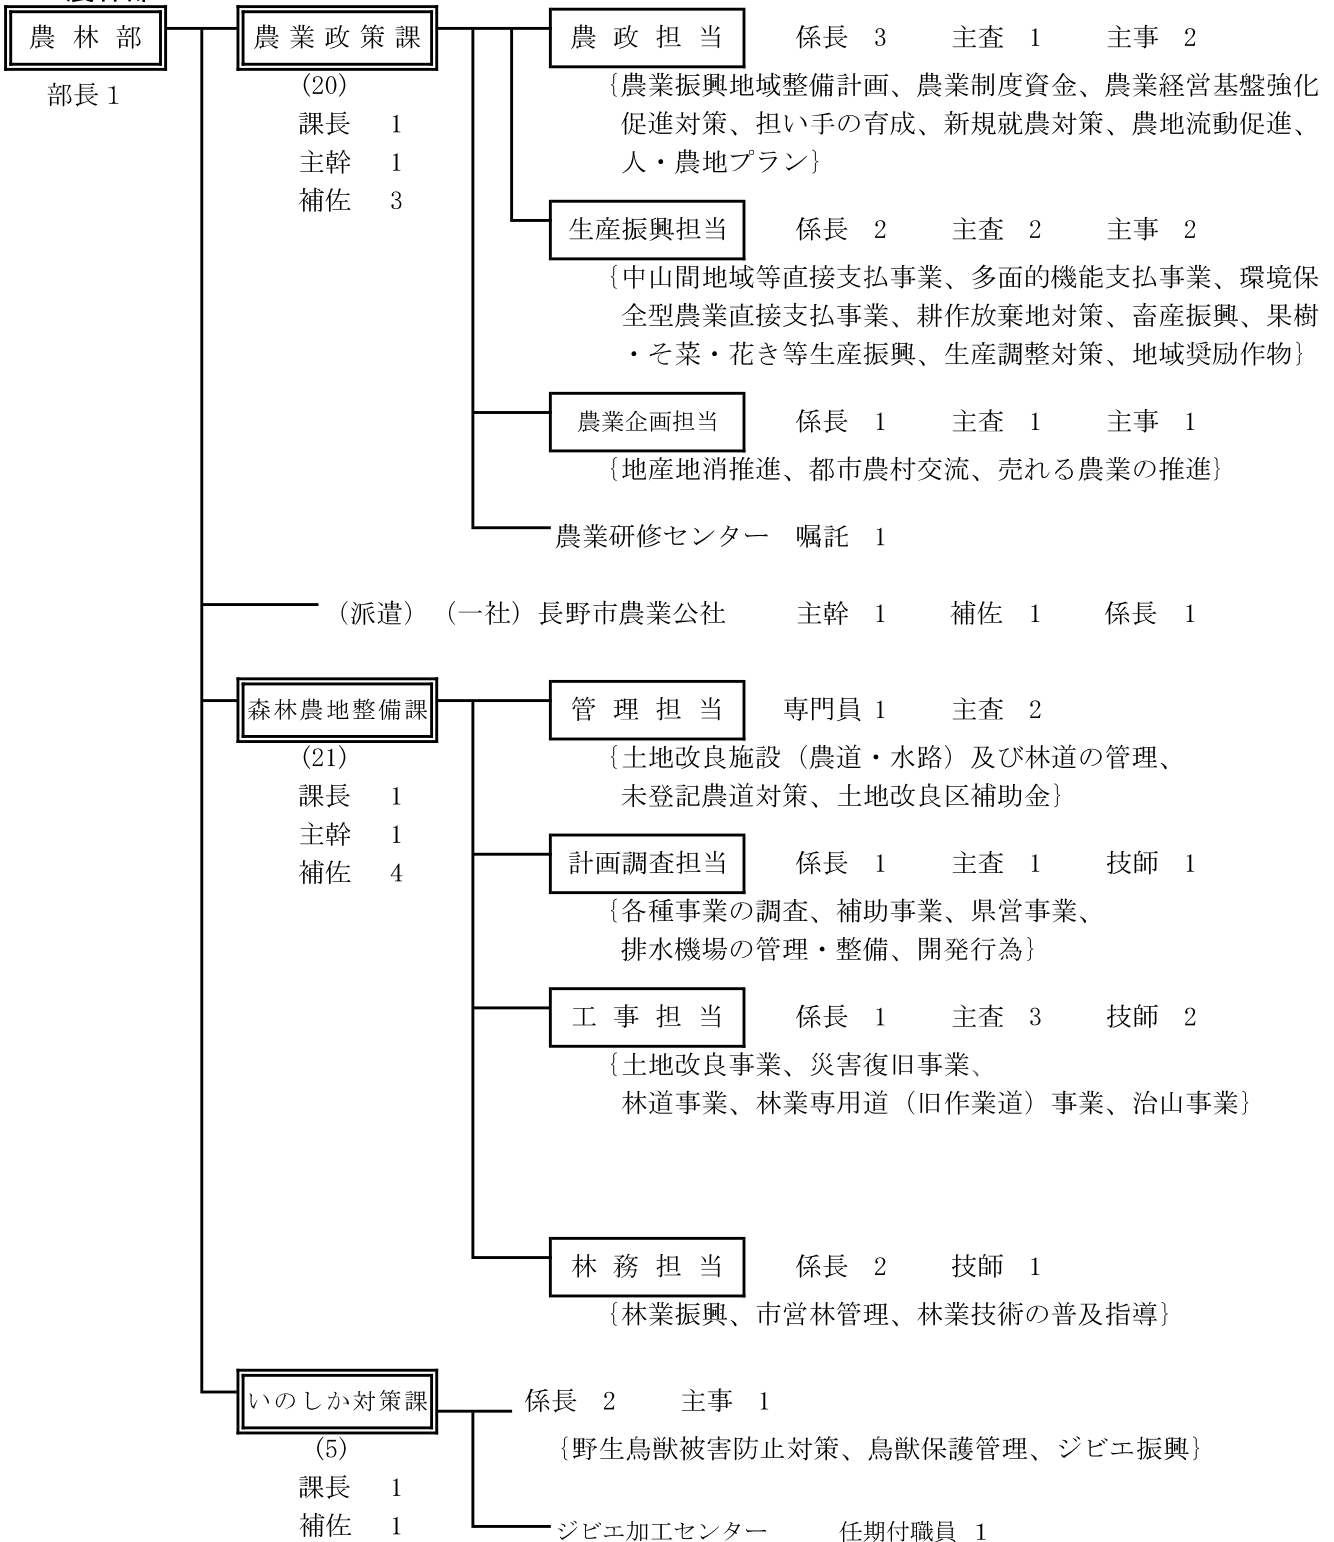 農林部　農業政策課　農政担当　係長 3　主査 1　主事 2
部長 1　(20)　{農業振興地域整備計画、農業制度資金、農業経営基盤強化
課長 1　促進対策、担い手の育成、新規就農対策、農地流動促進、
主幹 1　人・農地プラン}
補佐 3
生産振興担当　係長 2　主査 2　主事 2
{中山間地域等直接支払事業、多面的機能支払事業、環境保
全型農業直接支払事業、耕作放棄地対策、畜産振興、果樹
・そ菜・花き等生産振興、生産調整対策、地域奨励作物}
農業企画担当　係長 1　主査 1　主事 1
{地産地消推進、都市農村交流、売れる農業の推進}
農業研修センター　嘱託 1
（派遣）（一社）長野市農業公社　主幹 1　補佐 1　係長 1
森林農地整備課　管理担当　専門員 1　主査 2
(21)　{土地改良施設（農道・水路）及び林道の管理、
課長 1　未登記農道対策、土地改良区補助金}
主幹 1
補佐 4　計画調査担当　係長 1　主査 1　技師 1
{各種事業の調査、補助事業、県営事業、
排水機場の管理・整備、開発行為}
工事担当　係長 1　主査 3　技師 2
{土地改良事業、災害復旧事業、
林道事業、林業専用道（旧作業道）事業、治山事業}
林務担当　係長 2　技師 1
{林業振興、市営林管理、林業技術の普及指導}
いのしか対策課　係長 2　主事 1
(5)　{野生鳥獣被害防止対策、鳥獣保護管理、ジビエ振興}
課長 1
補佐 1　ジビエ加工センター　任期付職員 1